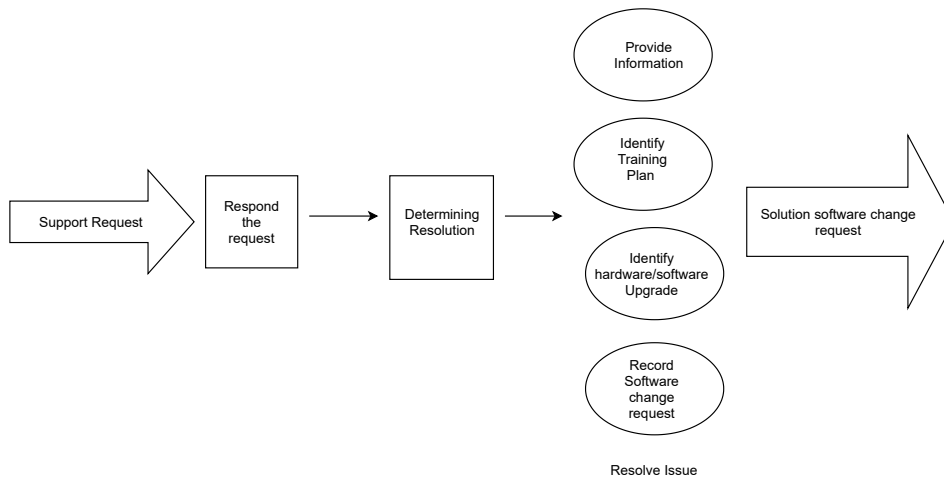 Support Request
Respond
the
request
Determining
Resolution
Provide
Information
Identify
Training
Plan
Identify
hardware/software
Upgrade
Record
Software
change
request
Resolve Issue
Solution software change
request